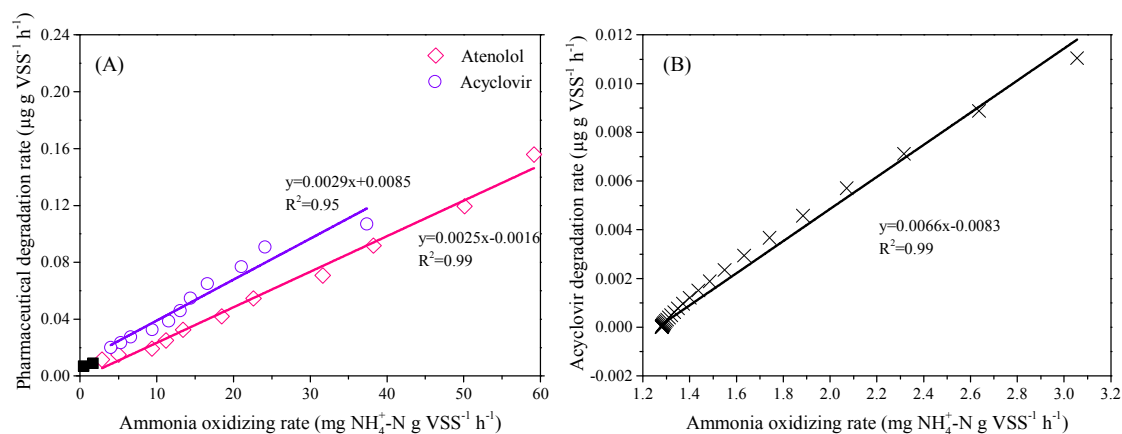 (A)
Atenolol
Acyclovir
y=0.0029x+0.0085
R²=0.95
y=0.0025x-0.0016
R²=0.99
Pharmaceutical degradation rate (µg g VSS⁻¹ h⁻¹)
0.24
0.20
0.16
0.12
0.08
0.04
0.00
0 10 20 30 40 50 60
Ammonia oxidizing rate (mg NH₄⁺-N g VSS⁻¹ h⁻¹)
(B)
y=0.0066x-0.0083
R²=0.99
Acyclovir degradation rate (µg g VSS⁻¹ h⁻¹)
0.012
0.010
0.008
0.006
0.004
0.002
0.000
-0.002
1.2 1.4 1.6 1.8 2.0 2.2 2.4 2.6 2.8 3.0 3.2
Ammonia oxidizing rate (mg NH₄⁺-N g VSS⁻¹ h⁻¹)